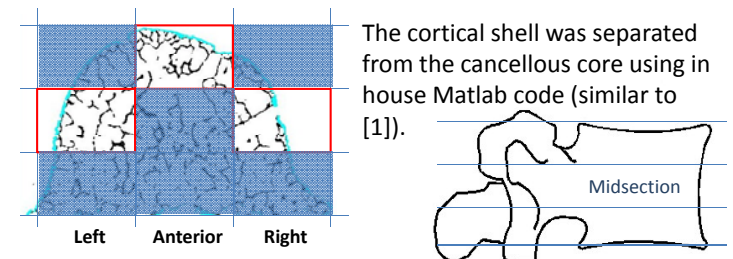 The cortical shell was separated
from the cancellous core using in
house Matlab code (similar to
[1]).
Midsection
Left Anterior Right